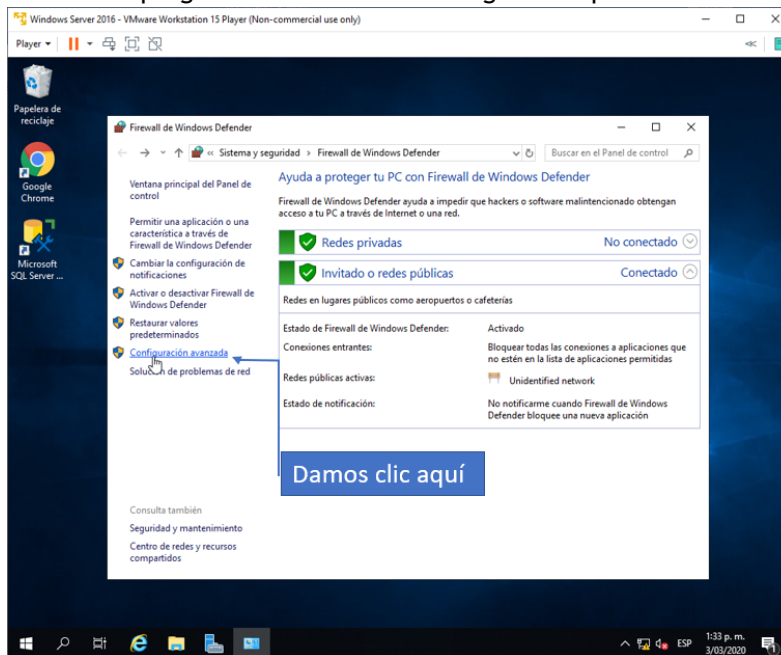 Windows Server 2016 - VMware Workstation 15 Player (Non-commercial use only)
Player
Papelera de
reciclaje
Google
Chrome
Microsoft
SQL Server ...
Firewall de Windows Defender
« Sistema y seguridad › Firewall de Windows Defender
Buscar en el Panel de control
Ventana principal del Panel de
control
Permitir una aplicación o una
característica a través de
Firewall de Windows Defender
Cambiar la configuración de
notificaciones
Activar o desactivar Firewall de
Windows Defender
Restaurar valores
predeterminados
Configuración avanzada
Solución de problemas de red
Ayuda a proteger tu PC con Firewall de Windows Defender
Firewall de Windows Defender ayuda a impedir que hackers o software malintencionado obtengan
acceso a tu PC a través de Internet o una red.
Redes privadas No conectado
Invitado o redes públicas Conectado
Redes en lugares públicos como aeropuertos o cafeterías
Estado de Firewall de Windows Defender: Activado
Conexiones entrantes: Bloquear todas las conexiones a aplicaciones que
no estén en la lista de aplicaciones permitidas
Redes públicas activas: Unidentified network
Estado de notificación: No notificarme cuando Firewall de Windows
Defender bloquee una nueva aplicación
Damos clic aquí
Consulta también
Seguridad y mantenimiento
Centro de redes y recursos
compartidos
ESP
1:33 p. m.
3/03/2020